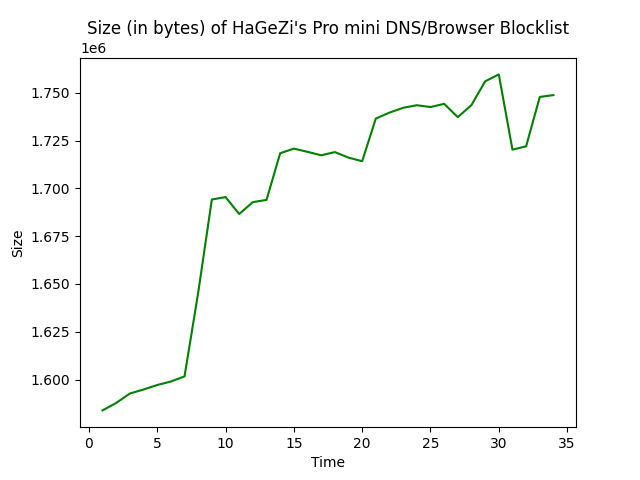 Size (in bytes) of HaGeZi's Pro mini DNS/Browser Blocklist
1e6
1.750
1.725
1.700
1.675
1.650
1.625
1.600
Size
0 5 10 15 20 25 30 35
Time